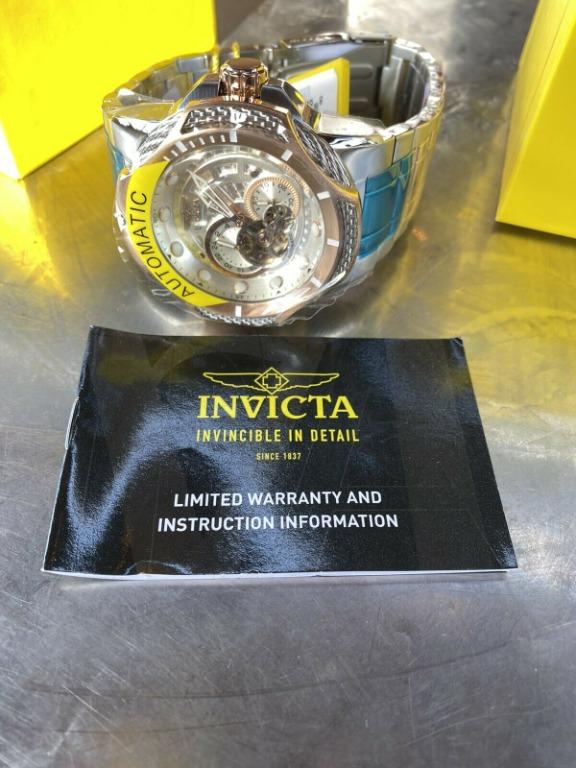 AUTOMATIC
INVICTA
INVINCIBLE IN DETAIL
SINCE 1837
LIMITED WARRANTY AND
INSTRUCTION INFORMATION